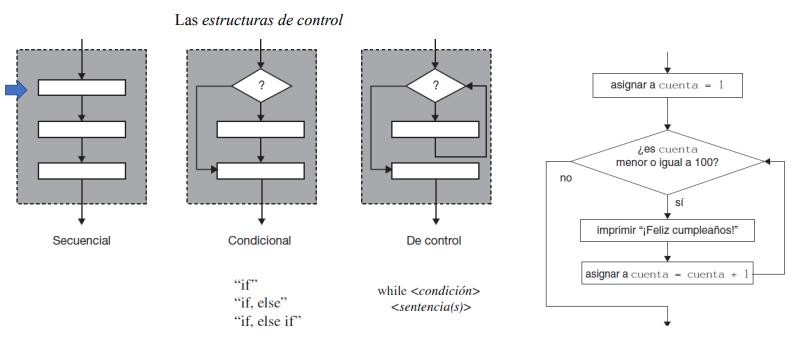 Las estructuras de control
?
?
Secuencial
Condicional
De control
“if”
“if, else”
“if, else if”
while <condición>
<sentencia(s)>
asignar a cuenta = 1
¿es cuenta
menor o igual a 100?
no
sí
imprimir “¡Feliz cumpleaños!”
asignar a cuenta = cuenta + 1